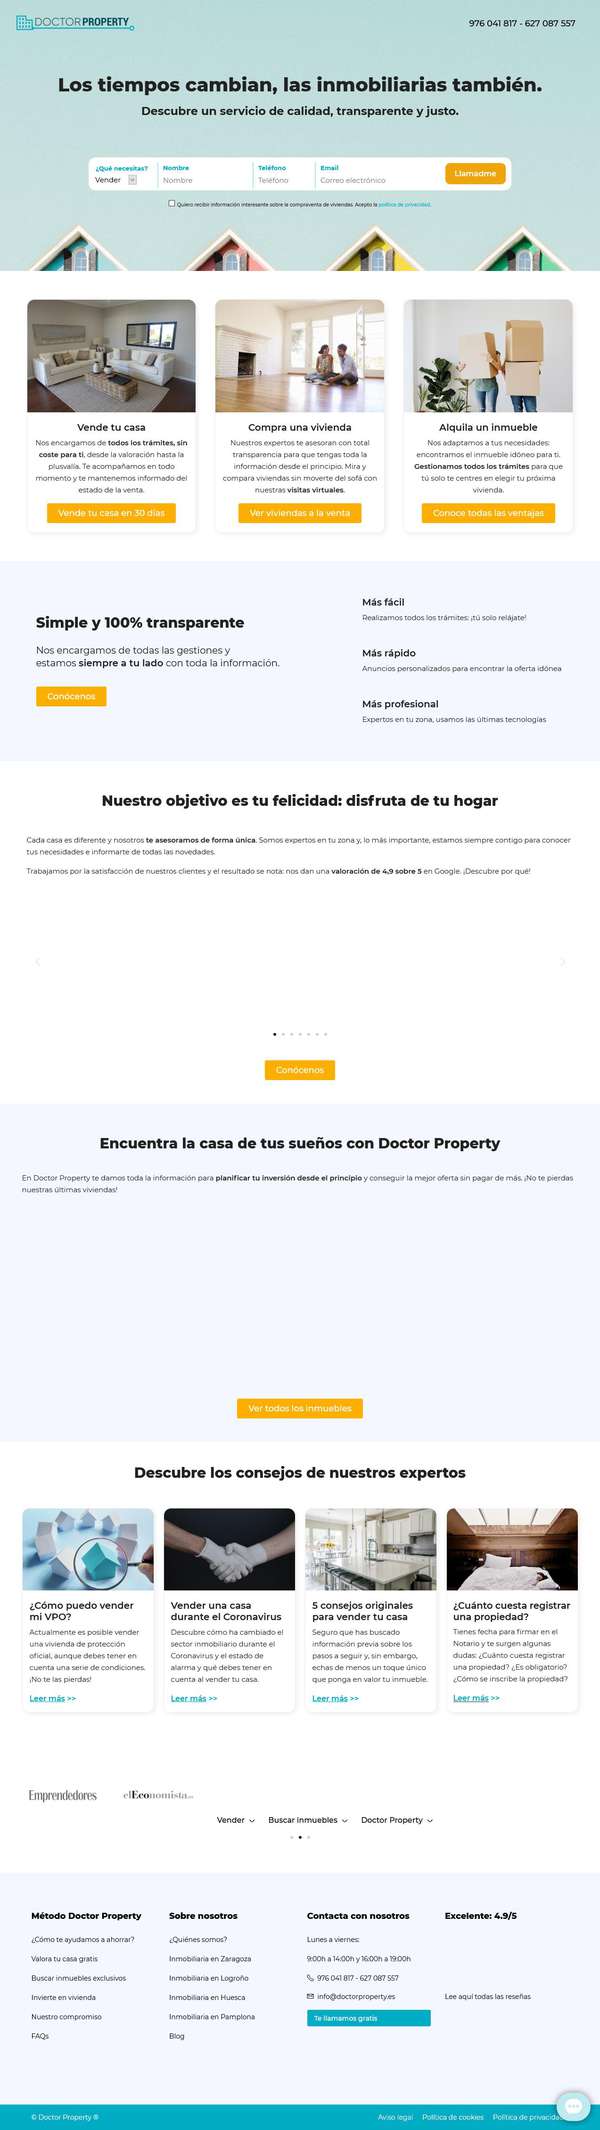 DOCTOR PROPERTY
976 041 817 - 627 087 557
Los tiempos cambian, las inmobiliarias también.
Descubre un servicio de calidad, transparente y justo.
¿Qué necesitas?
Vender
Nombre
Nombre
Teléfono
Teléfono
Email
Correo electrónico
Llamadme
Quiero recibir información interesante sobre la compraventa de viviendas. Acepto la política de privacidad.
Vende tu casa
Nos encargamos de todos los trámites, sin
coste para ti, desde la valoración hasta la
plusvalía. Te acompañamos en todo
momento y te mantenemos informado del
estado de la venta.
Vende tu casa en 30 días
Compra una vivienda
Nuestros expertos te asesoran con total
transparencia para que tengas toda la
información desde el principio. Mira y
compara viviendas sin moverte del sofá con
nuestras visitas virtuales.
Ver viviendas a la venta
Alquila un inmueble
Nos adaptamos a tus necesidades:
encontramos el inmueble idóneo para ti.
Gestionamos todos los trámites para que
tú solo te centres en elegir tu próxima
vivienda.
Conoce todas las ventajas
Simple y 100% transparente
Nos encargamos de todas las gestiones y
estamos siempre a tu lado con toda la información.
Conócenos
Más fácil
Realizamos todos los trámites: ¡tú solo relájate!
Más rápido
Anuncios personalizados para encontrar la oferta idónea
Más profesional
Expertos en tu zona, usamos las últimas tecnologías
Nuestro objetivo es tu felicidad: disfruta de tu hogar
Cada casa es diferente y nosotros te asesoramos de forma única. Somos expertos en tu zona y, lo más importante, estamos siempre contigo para conocer
tus necesidades e informarte de todas las novedades.
Trabajamos por la satisfacción de nuestros clientes y el resultado se nota: nos dan una valoración de 4,9 sobre 5 en Google. ¡Descubre por qué!
Conócenos
Encuentra la casa de tus sueños con Doctor Property
En Doctor Property te damos toda la información para planificar tu inversión desde el principio y conseguir la mejor oferta sin pagar de más. ¡No te pierdas
nuestras últimas viviendas!
Ver todos los inmuebles
Descubre los consejos de nuestros expertos
¿Cómo puedo vender
mi VPO?
Actualmente es posible vender
una vivienda de protección
oficial, aunque debes tener en
cuenta una serie de condiciones.
¡No te las pierdas!
Leer más >>
Vender una casa
durante el Coronavirus
Descubre cómo ha cambiado el
sector inmobiliario durante el
Coronavirus y el estado de
alarma y qué debes tener en
cuenta al vender tu casa.
Leer más >>
5 consejos originales
para vender tu casa
Seguro que has buscado
información previa sobre los
pasos a seguir y, sin embargo,
echas de menos un toque único
que ponga en valor tu inmueble.
Leer más >>
¿Cuánto cuesta registrar
una propiedad?
Tienes fecha para firmar en el
Notario y te surgen algunas
dudas: ¿Cuánto cuesta registrar
una propiedad? ¿Es obligatorio?
¿Cómo se inscribe la propiedad?
Leer más >>
Emprendedores
elEconomista.es
Vender
Buscar inmuebles
Doctor Property
Método Doctor Property
¿Cómo te ayudamos a ahorrar?
Valora tu casa gratis
Buscar inmuebles exclusivos
Invierte en vivienda
Nuestro compromiso
FAQs
Sobre nosotros
¿Quiénes somos?
Inmobiliaria en Zaragoza
Inmobiliaria en Logroño
Inmobiliaria en Huesca
Inmobiliaria en Pamplona
Blog
Contacta con nosotros
Lunes a viernes:
9:00h a 14:00h y 16:00h a 19:00h
976 041 817 - 627 087 557
info@doctorproperty.es
Te llamamos gratis
Excelente: 4.9/5
Lee aquí todas las reseñas
© Doctor Property ®
Aviso legal
Política de cookies
Política de privacidad